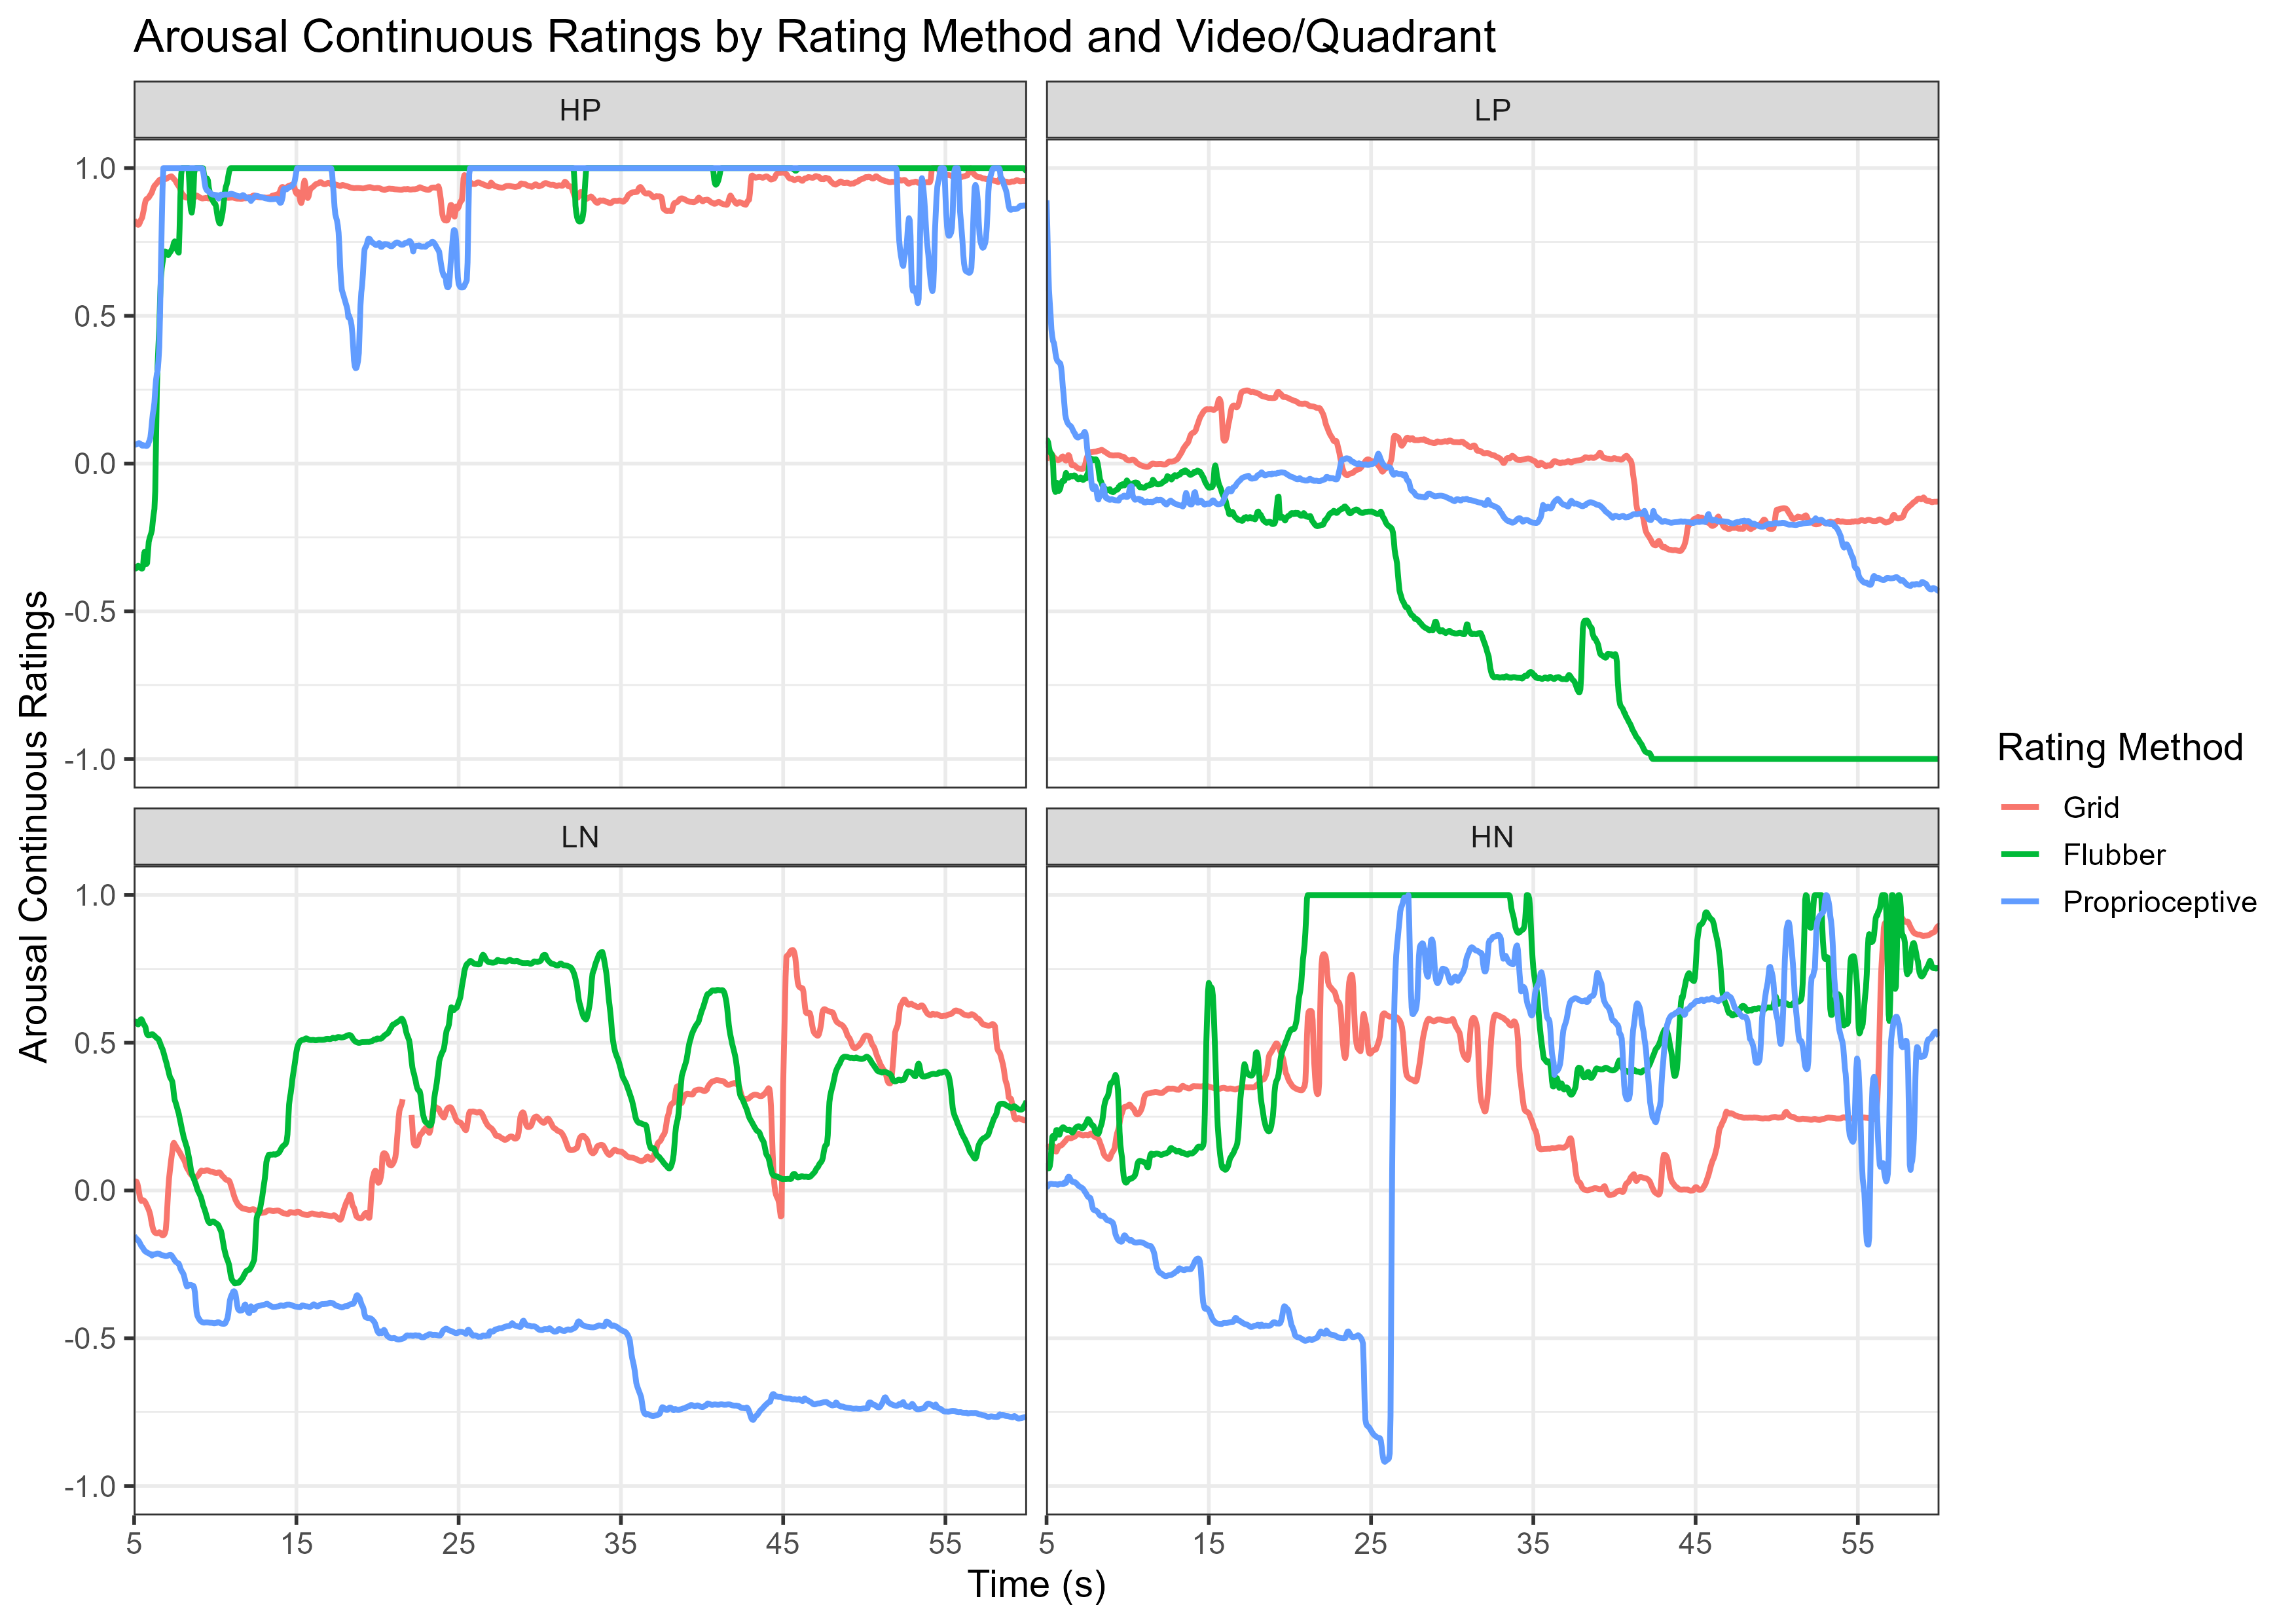 Arousal Continuous Ratings by Rating Method and Video/Quadrant
HP
LP
1.0
0.5
0.0
-0.5
-1.0
LN
HN
1.0
0.5
0.0
-0.5
-1.0
5 15 25 35 45 55
5 15 25 35 45 55
Time (s)
Arousal Continuous Ratings
Rating Method
Grid
Flubber
Proprioceptive